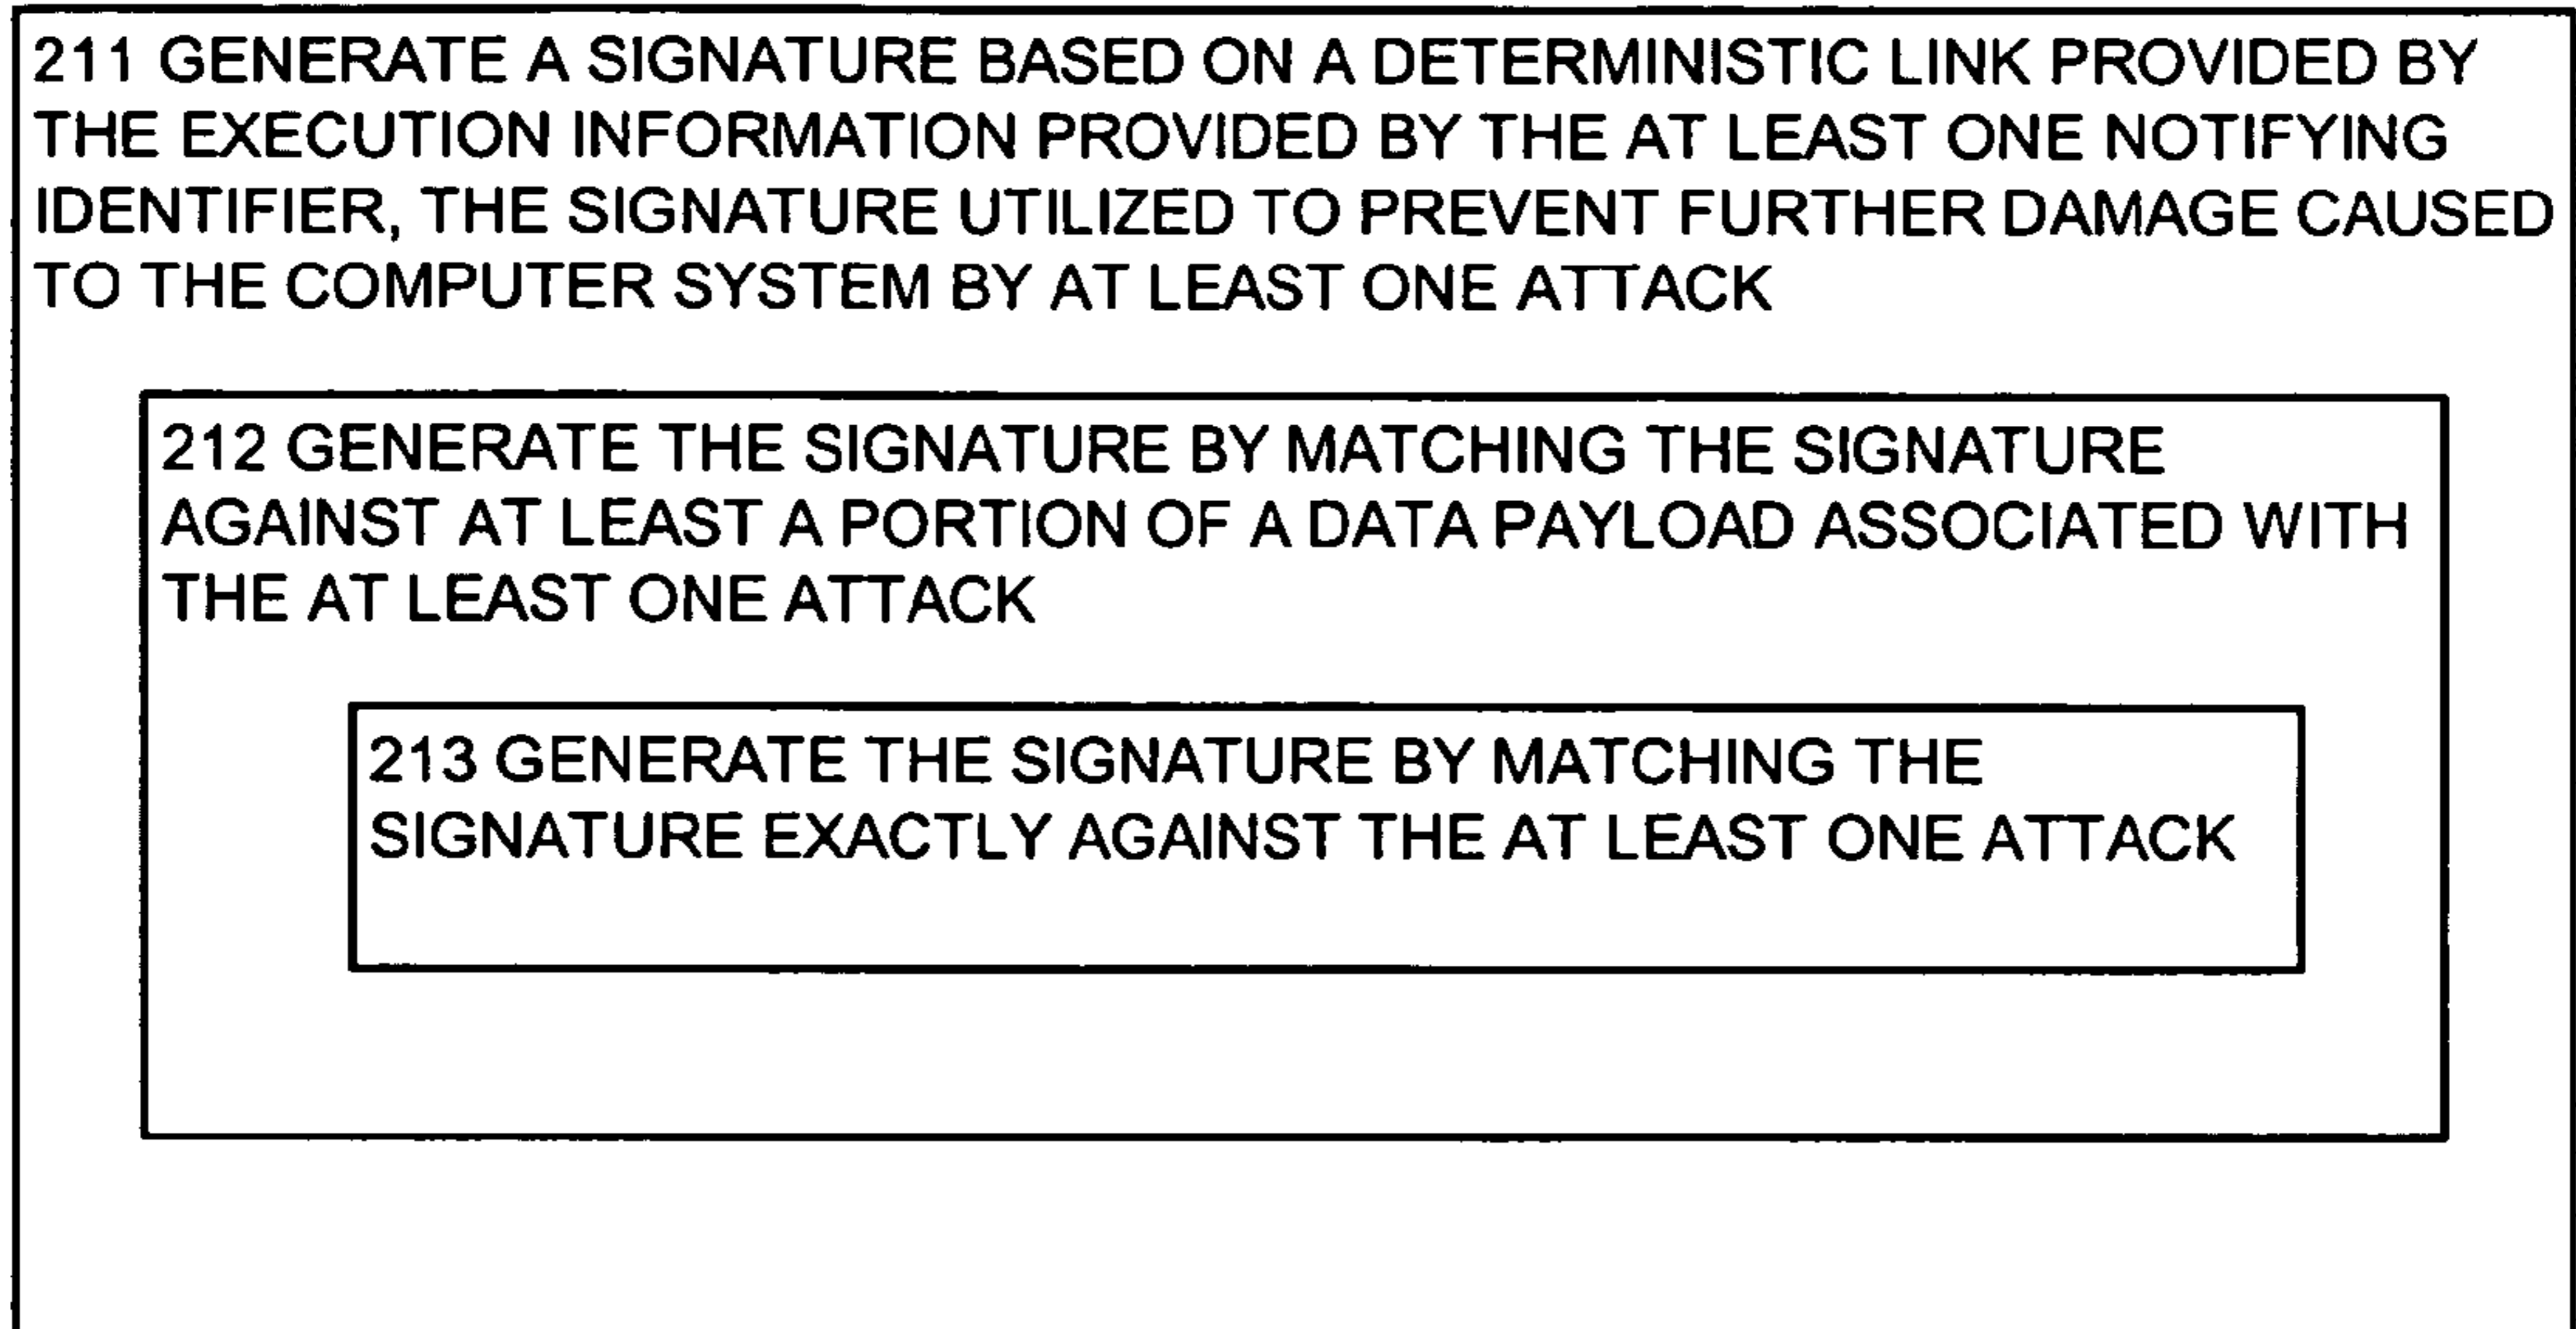 211 GENERATE A SIGNATURE BASED ON A DETERMINISTIC LINK PROVIDED BY
THE EXECUTION INFORMATION PROVIDED BY THE AT LEAST ONE NOTIFYING
IDENTIFIER, THE SIGNATURE UTILIZED TO PREVENT FURTHER DAMAGE CAUSED
TO THE COMPUTER SYSTEM BY AT LEAST ONE ATTACK
212 GENERATE THE SIGNATURE BY MATCHING THE SIGNATURE
AGAINST AT LEAST A PORTION OF A DATA PAYLOAD ASSOCIATED WITH
THE AT LEAST ONE ATTACK
213 GENERATE THE SIGNATURE BY MATCHING THE
SIGNATURE EXACTLY AGAINST THE AT LEAST ONE ATTACK